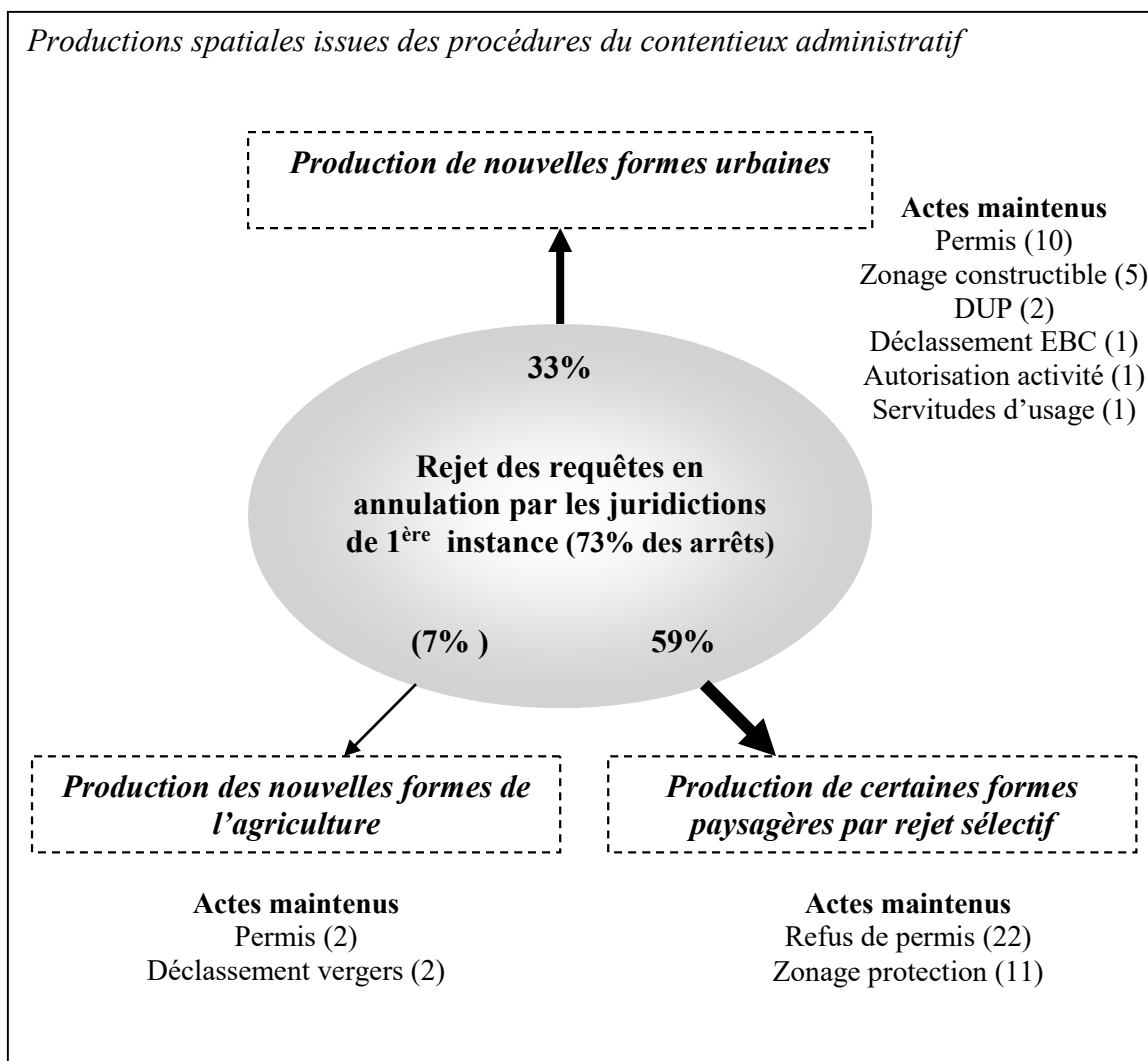 Productions spatiales issues des procédures du contentieux administratif
Production de nouvelles formes urbaines
Actes maintenus
Permis (10)
Zonage constructible (5)
DUP (2)
Déclassement EBC (1)
Autorisation activité (1)
Servitudes d’usage (1)
33%
Rejet des requêtes en
annulation par les juridictions
de 1ère instance (73% des arrêts)
(7% )
59%
Production des nouvelles formes de
l’agriculture
Actes maintenus
Permis (2)
Déclassement vergers (2)
Production de certaines formes
paysagères par rejet sélectif
Actes maintenus
Refus de permis (22)
Zonage protection (11)